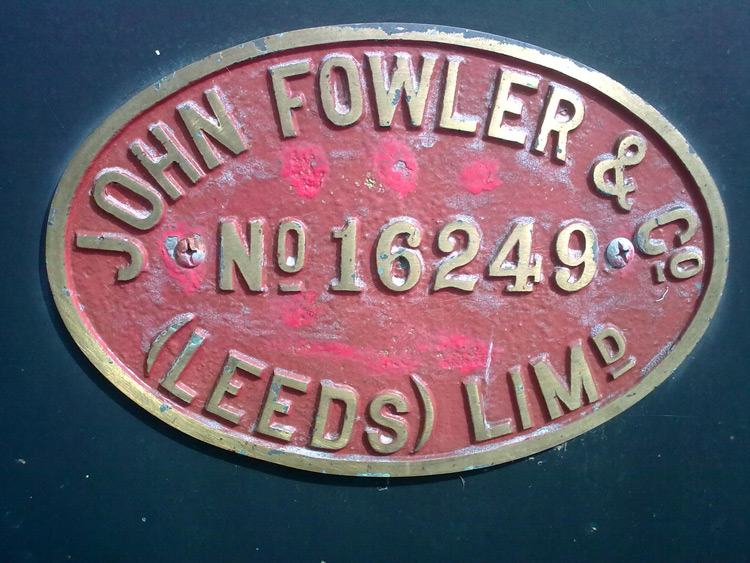 JOHN FOWLER & Cº
Nº 16249
(LEEDS) LIMᴰ